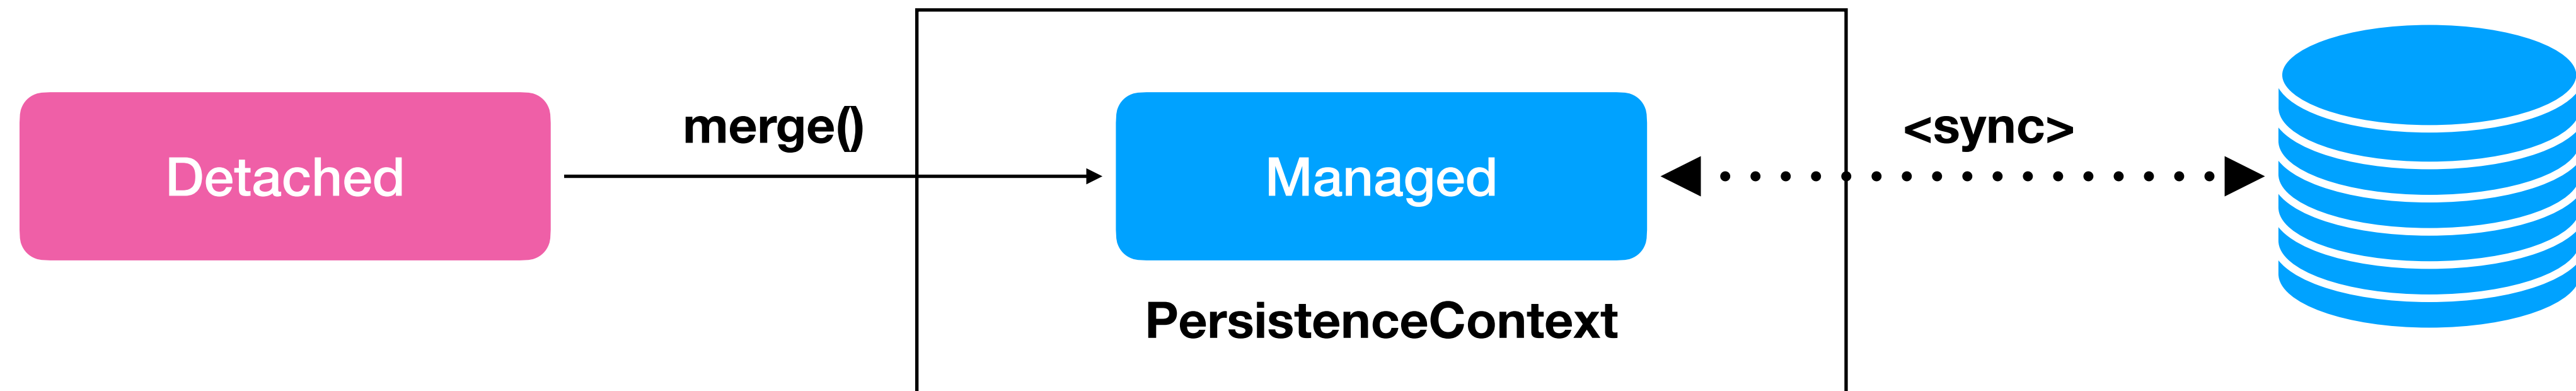 Detached
merge()
Managed
PersistenceContext
<sync>